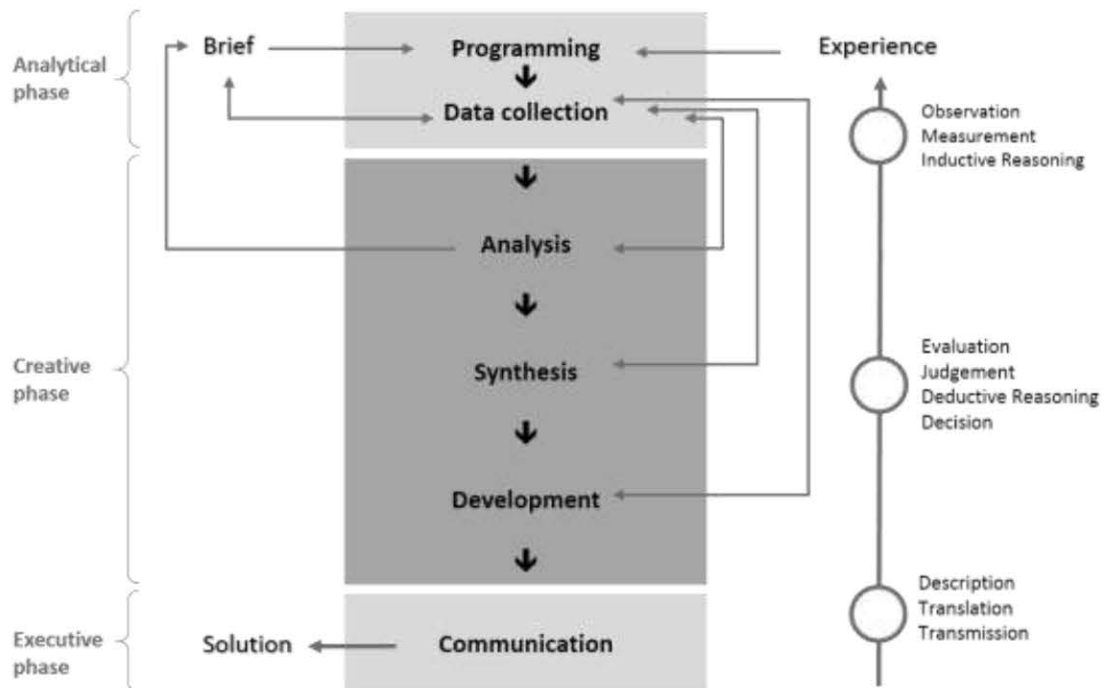 Analytical
phase
Brief
Programming
Experience
Data collection
Observation
Measurement
Inductive Reasoning
Creative
phase
Analysis
Synthesis
Development
Evaluation
Judgement
Deductive Reasoning
Decision
Executive
phase
Solution
Communication
Description
Translation
Transmission